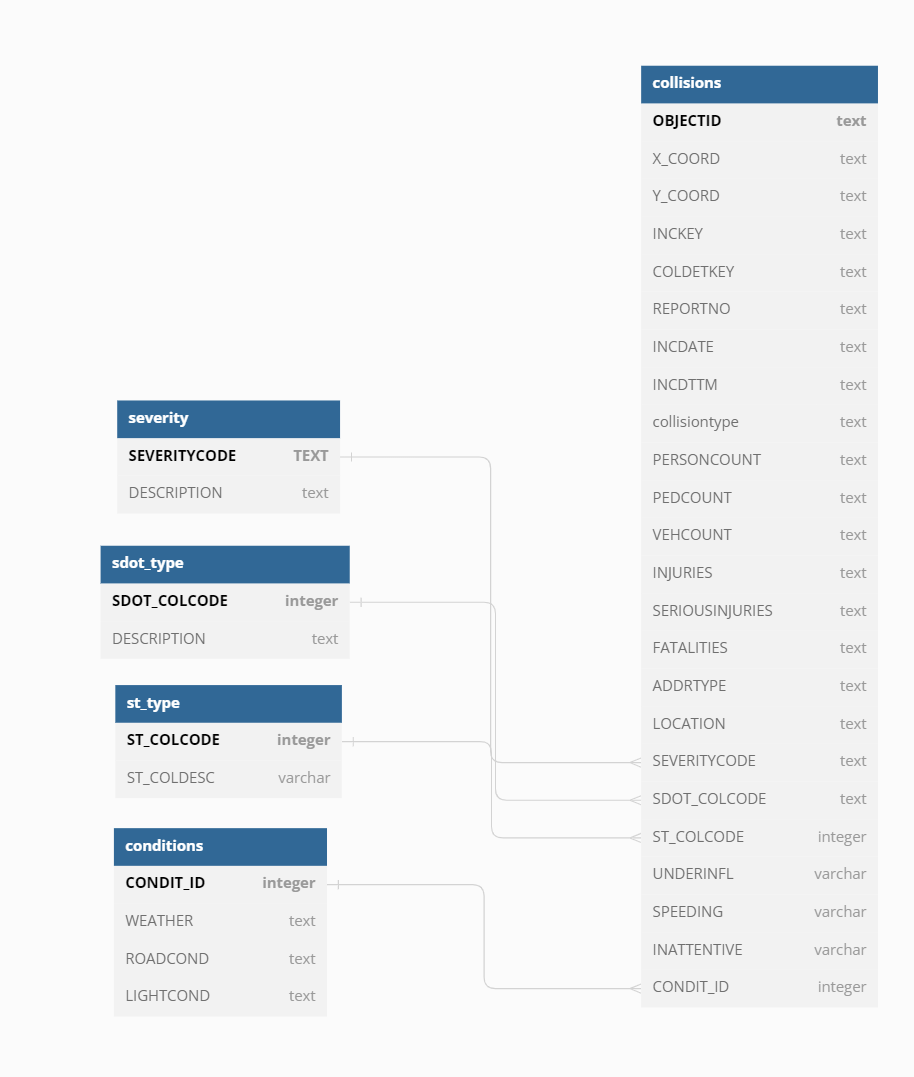 collisions
OBJECTID text
X_COORD text
Y_COORD text
INCKEY text
COLDETKEY text
REPORTNO text
INCDATE text
INCDTTM text
collisiontype text
PERSONCOUNT text
PEDCOUNT text
VEHCOUNT text
INJURIES text
SERIOUSINJURIES text
FATALITIES text
ADDRTYPE text
LOCATION text
SEVERITYCODE text
SDOT_COLCODE text
ST_COLCODE integer
UNDERINFL varchar
SPEEDING varchar
INATTENTIVE varchar
CONDIT_ID integer
severity
SEVERITYCODE TEXT
DESCRIPTION text
sdot_type
SDOT_COLCODE integer
DESCRIPTION text
st_type
ST_COLCODE integer
ST_COLDESC varchar
conditions
CONDIT_ID integer
WEATHER text
ROADCOND text
LIGHTCOND text